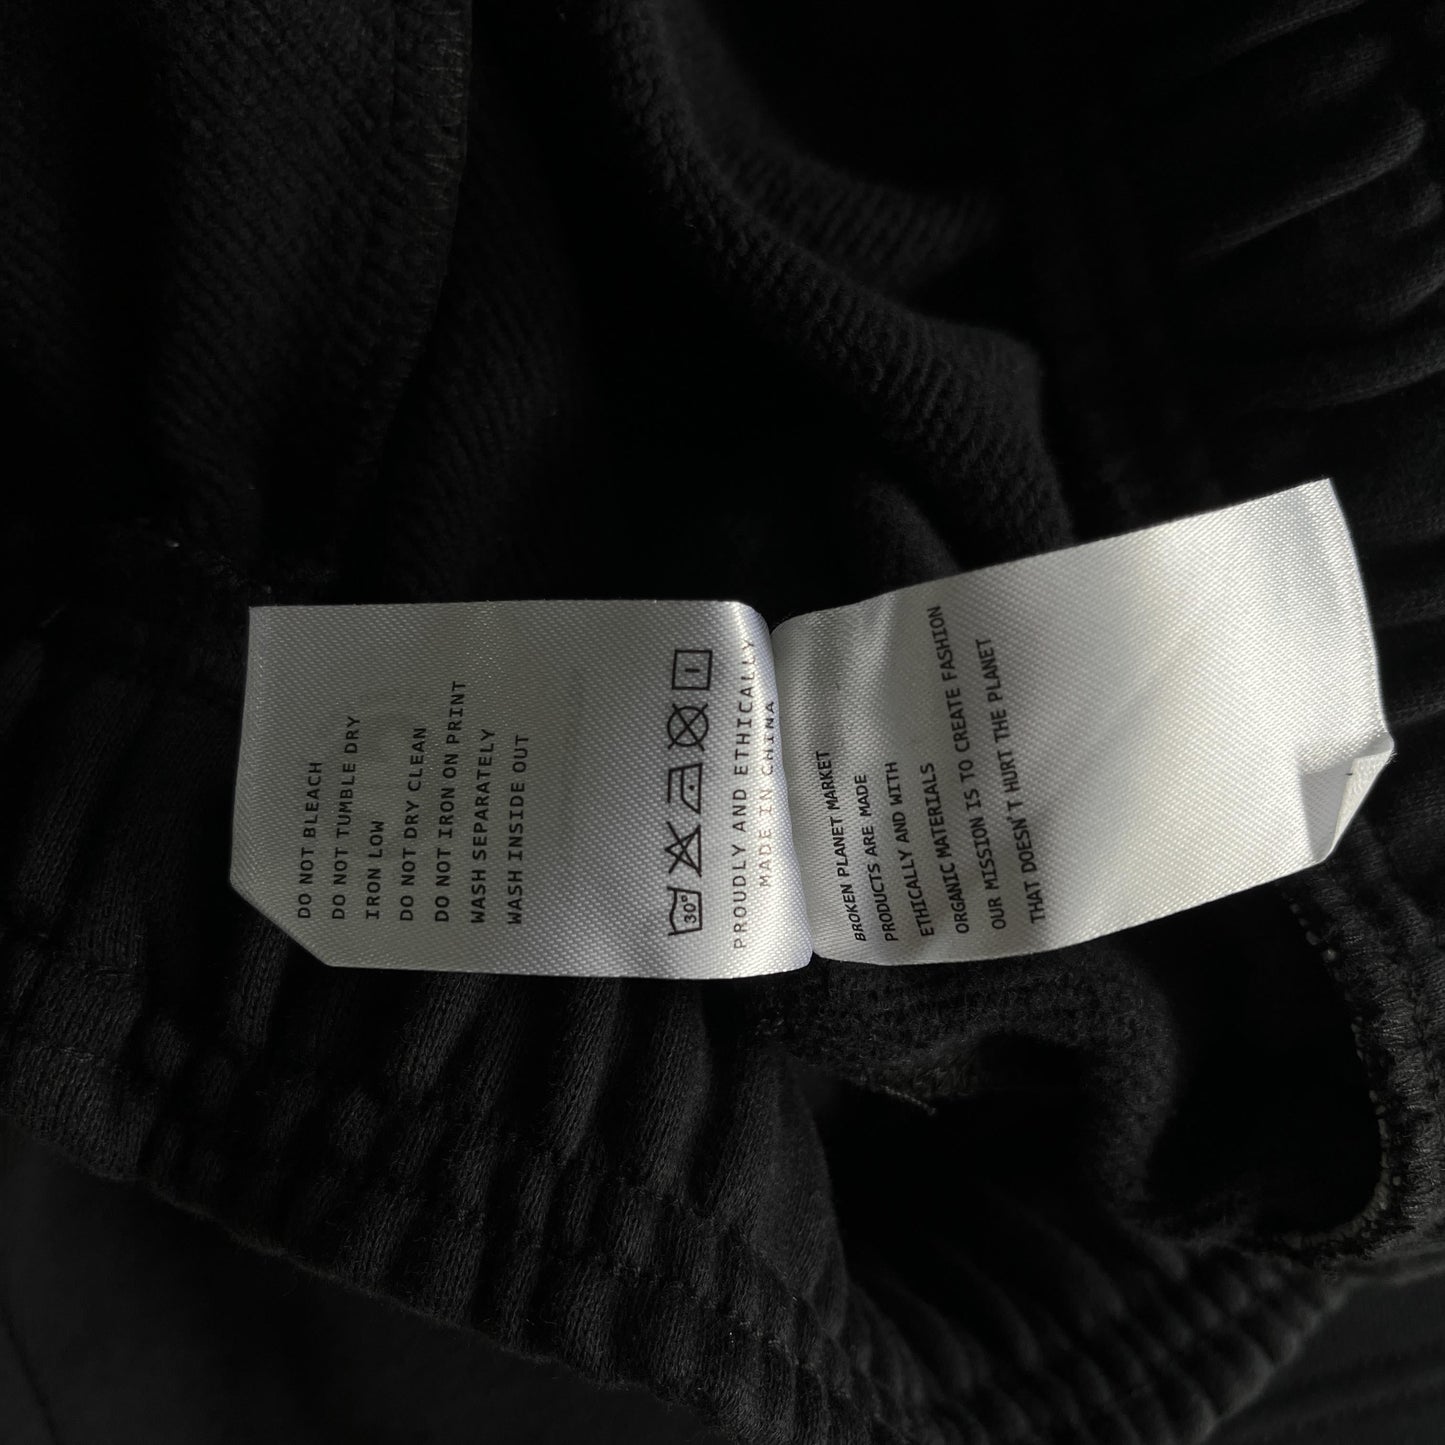 DO NOT BLEACH
DO NOT TUMBLE DRY
IRON LOW
DO NOT DRY CLEAN
DO NOT IRON ON PRINT
WASH SEPARATELY
WASH INSIDE OUT
30°
PROUDLY AND ETHICALLY
MADE IN CHINA
BROKEN PLANET MARKET
PRODUCTS ARE MADE
ETHICALLY AND WITH
ORGANIC MATERIALS
OUR MISSION IS TO CREATE FASHION
THAT DOESN'T HURT THE PLANET